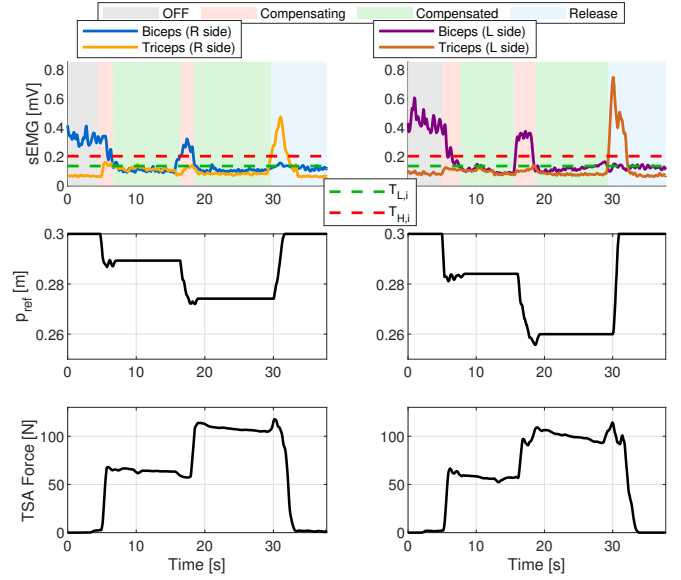 OFF Compensating Compensated Release
Biceps (R side)
Triceps (R side)
Biceps (L side)
Triceps (L side)
sEMG [mV]
0.8
0.6
0.4
0.2
0
0 10 20 30
0.8
0.6
0.4
0.2
0
0 10 20 30
T_L,i
T_H,i
p_ref [m]
0.3
0.28
0.26
0 10 20 30
0.3
0.28
0.26
0 10 20 30
TSA Force [N]
100
50
0
0 10 20 30
Time [s]
100
50
0
0 10 20 30
Time [s]